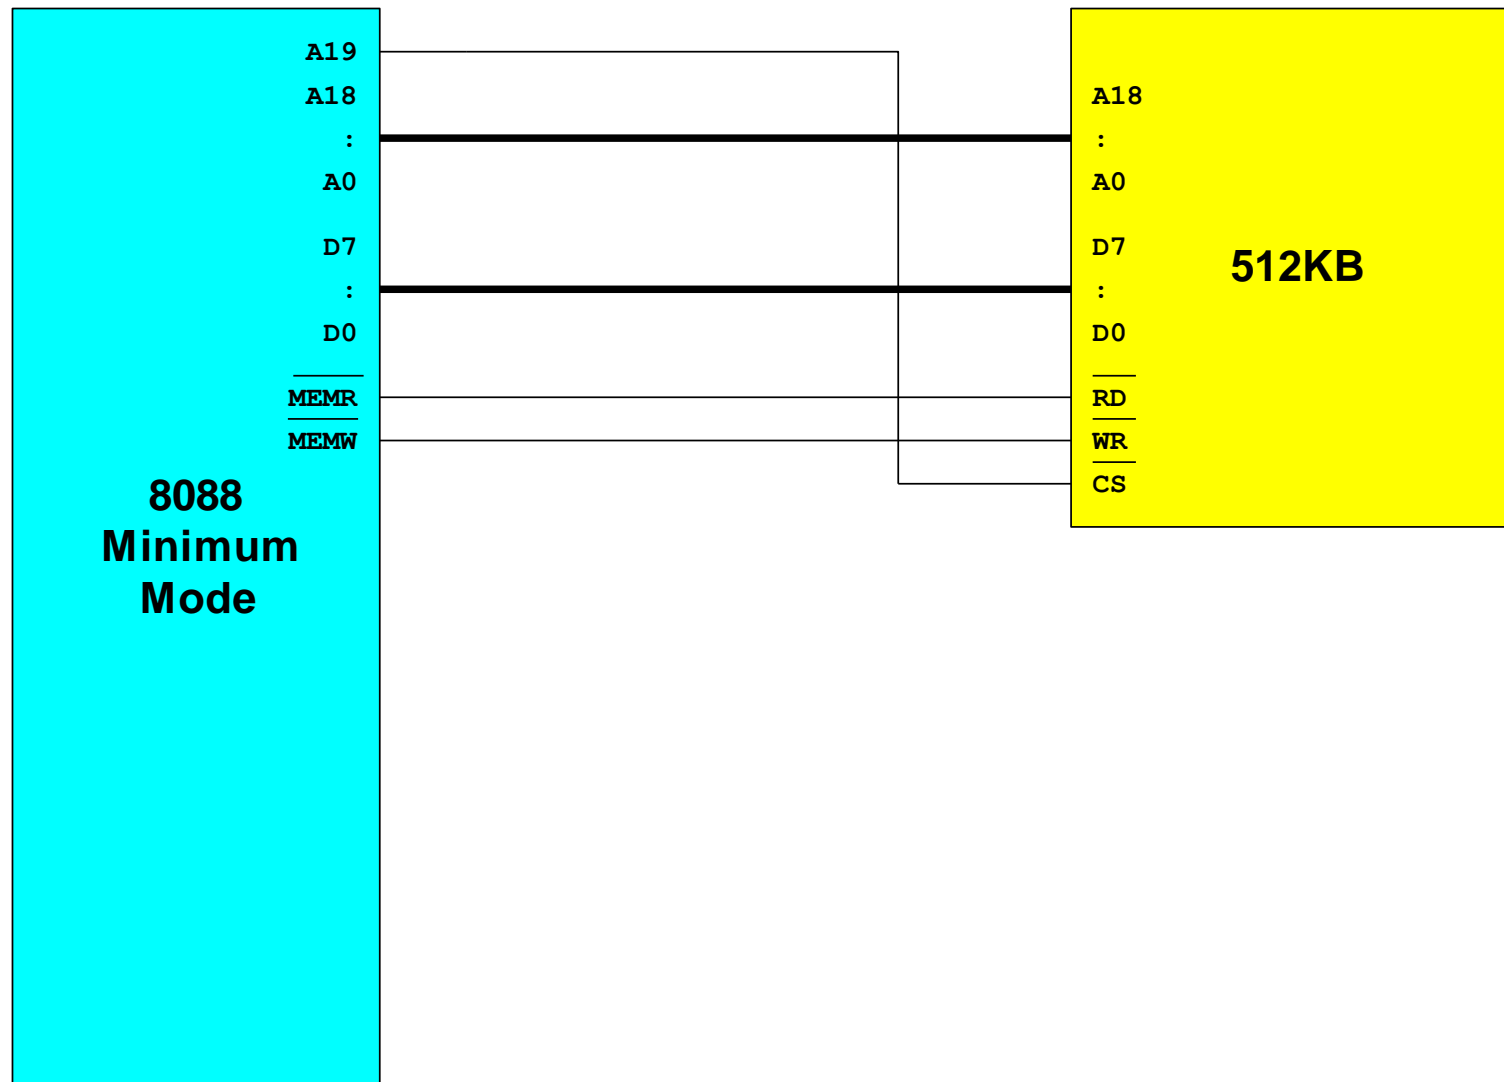 A19
A18
:
A0
D7
:
D0
MEMR
MEMW
8088
Minimum
Mode
A18
:
A0
D7
:
D0
RD
WR
CS
512KB